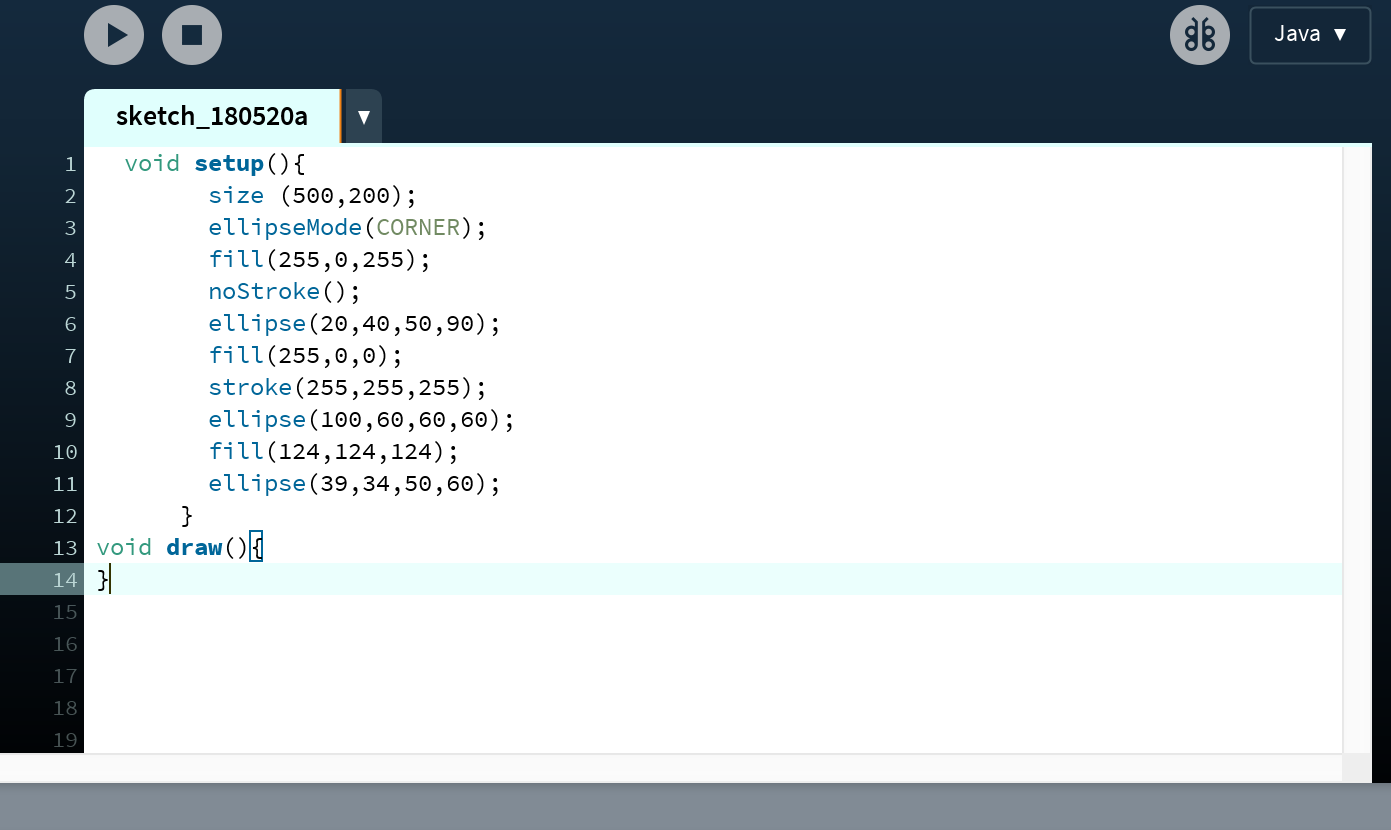 Java ▼
sketch_180520a ▼
1 void setup(){
2 size (500,200);
3 ellipseMode(CORNER);
4 fill(255,0,255);
5 noStroke();
6 ellipse(20,40,50,90);
7 fill(255,0,0);
8 stroke(255,255,255);
9 ellipse(100,60,60,60);
10 fill(124,124,124);
11 ellipse(39,34,50,60);
12 }
13 void draw(){
14 }
15
16
17
18
19